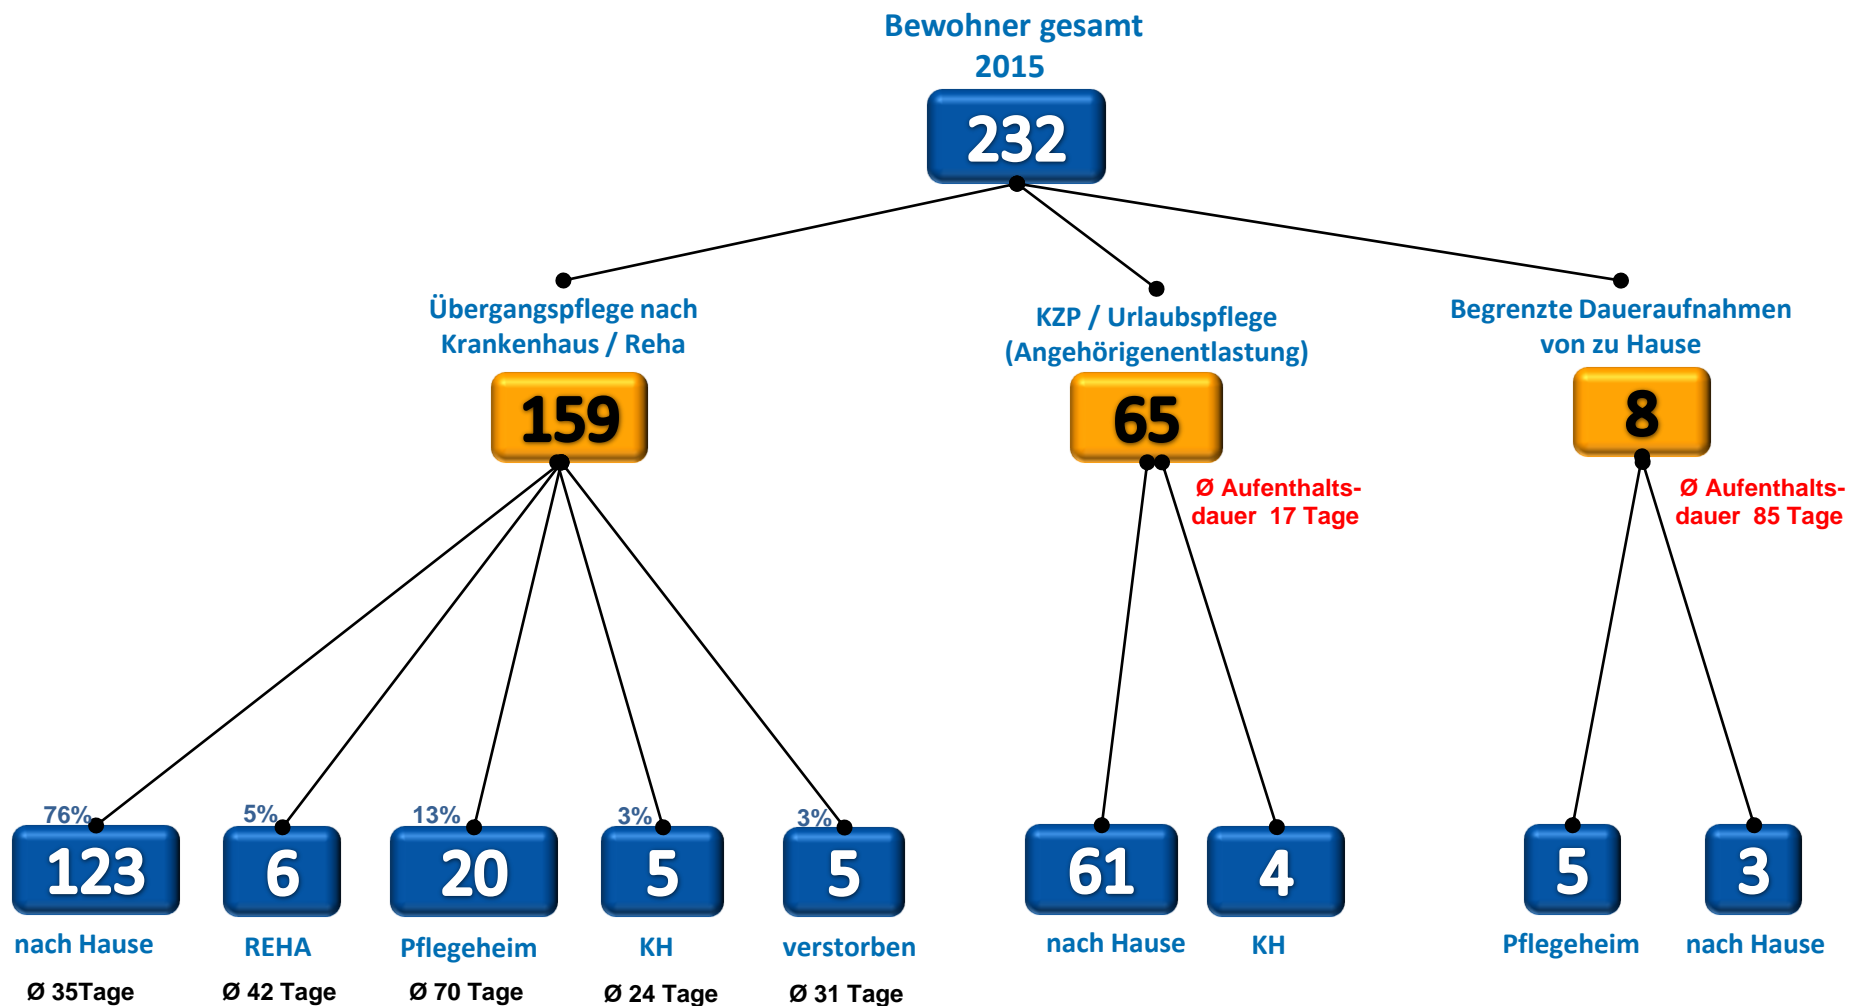 Bewohner gesamt
2015
232
Übergangspflege nach
Krankenhaus / Reha
159
KZP / Urlaubspflege
(Angehörigenentlastung)
65
Ø Aufenthalts-
dauer 17 Tage
Begrenzte Daueraufnahmen
von zu Hause
8
Ø Aufenthalts-
dauer 85 Tage
76%
123
nach Hause
Ø 35Tage
5%
6
REHA
Ø 42 Tage
13%
20
Pflegeheim
Ø 70 Tage
3%
5
KH
Ø 24 Tage
3%
5
verstorben
Ø 31 Tage
61
nach Hause
4
KH
5
Pflegeheim
3
nach Hause